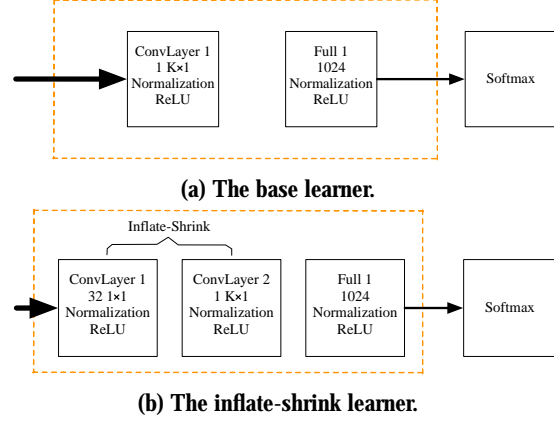 ConvLayer 1
1 K×1
Normalization
ReLU
Full 1
1024
Normalization
ReLU
Softmax
(a) The base learner.
Inflate-Shrink
ConvLayer 1
32 1×1
Normalization
ReLU
ConvLayer 2
1 K×1
Normalization
ReLU
Full 1
1024
Normalization
ReLU
Softmax
(b) The inflate-shrink learner.